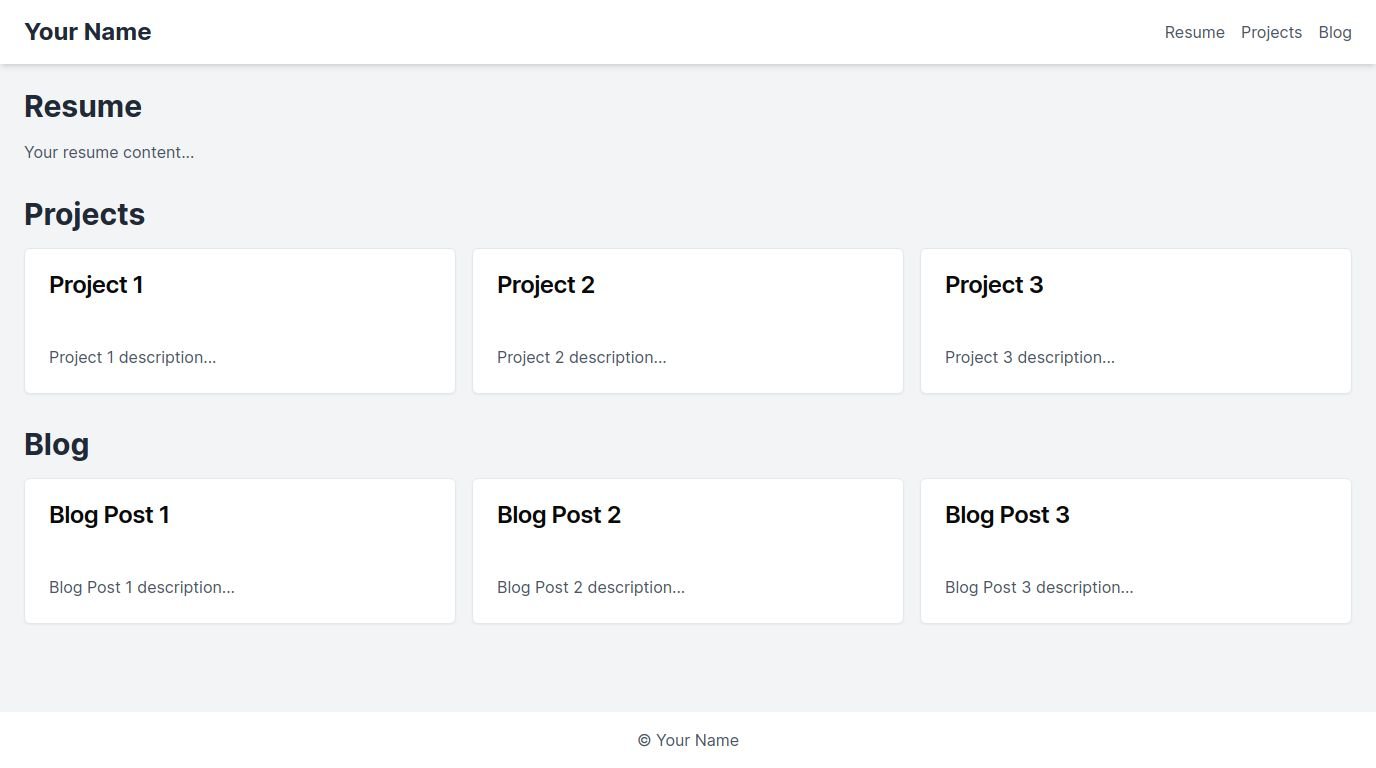 Your Name
Resume Projects Blog
Resume
Your resume content...
Projects
Project 1
Project 1 description...
Project 2
Project 2 description...
Project 3
Project 3 description...
Blog
Blog Post 1
Blog Post 1 description...
Blog Post 2
Blog Post 2 description...
Blog Post 3
Blog Post 3 description...
© Your Name